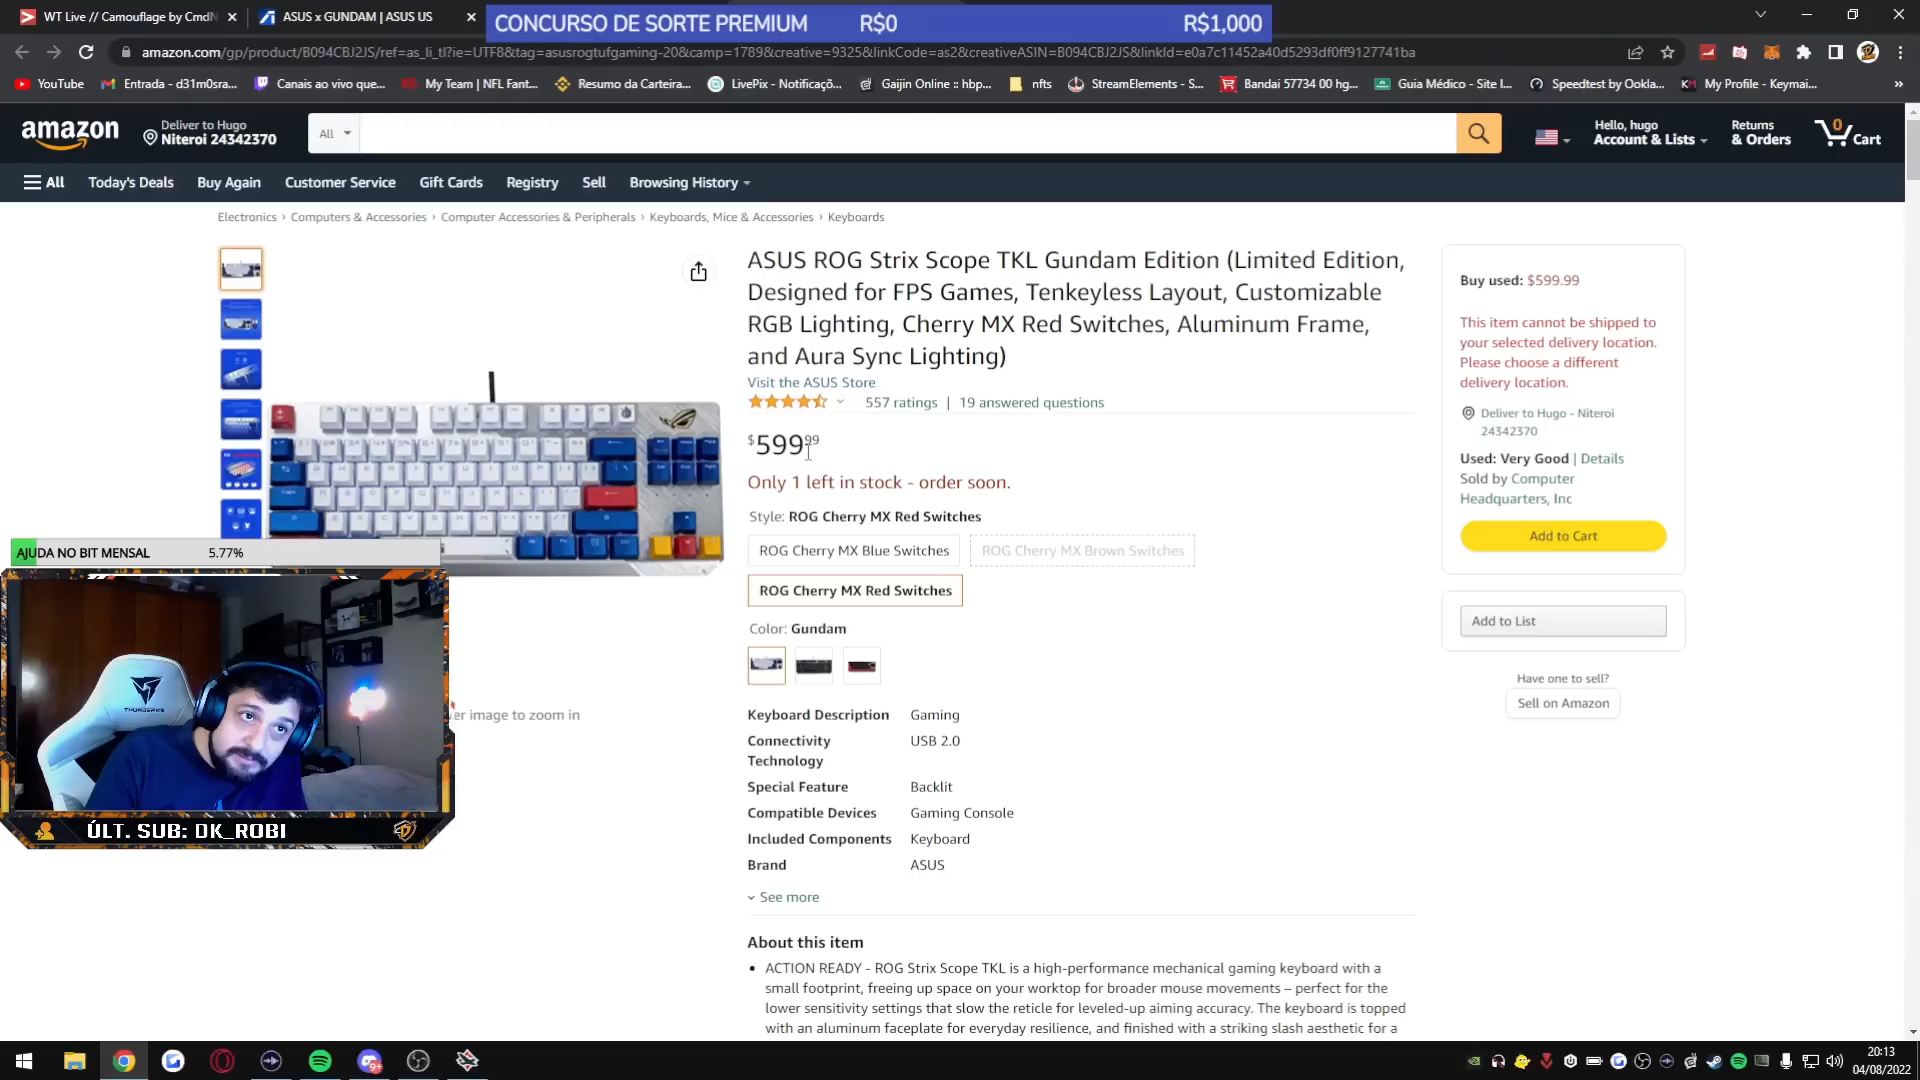 WT Live // Camouflage by CmdN
ASUS x GUNDAM | ASUS US
CONCURSO DE SORTE PREMIUM R$0 R$1,000
amazon.com/gp/product/B094CBJ2JS/ref=as_li_tl?ie=UTF8&tag=asusrogtufgaming-20&camp=1789&creative=9325&linkCode=as2&creativeASIN=B094CBJ2JS&linkId=e0a7c11452a40d5293df0ff9127741ba
YouTube Entrada - d31m0sra... Canais ao vivo que... My Team | NFL Fant... Resumo da Carteira... LivePix - Notificaçõ... Gaijin Online :: hbp... nfts StreamElements - S... Bandai 57734 00 hg... Guia Médico - Site I... Speedtest by Ookla... My Profile - Keymai... »
amazon
Deliver to Hugo
Niteroi 24342370
All
Hello, hugo
Account & Lists
Returns
& Orders
0
Cart
All Today's Deals Buy Again Customer Service Gift Cards Registry Sell Browsing History
Electronics › Computers & Accessories › Computer Accessories & Peripherals › Keyboards, Mice & Accessories › Keyboards
ASUS ROG Strix Scope TKL Gundam Edition (Limited Edition,
Designed for FPS Games, Tenkeyless Layout, Customizable
RGB Lighting, Cherry MX Red Switches, Aluminum Frame,
and Aura Sync Lighting)
Visit the ASUS Store
557 ratings | 19 answered questions
$599.99
Only 1 left in stock - order soon.
Style: ROG Cherry MX Red Switches
ROG Cherry MX Blue Switches
ROG Cherry MX Brown Switches
ROG Cherry MX Red Switches
Color: Gundam
Keyboard Description Gaming
Connectivity USB 2.0
Technology
Special Feature Backlit
Compatible Devices Gaming Console
Included Components Keyboard
Brand ASUS
See more
About this item
• ACTION READY - ROG Strix Scope TKL is a high-performance mechanical gaming keyboard with a
small footprint, freeing up space on your worktop for broader mouse movements – perfect for the
lower sensitivity settings that slow the reticle for leveled-up aiming accuracy. The keyboard is topped
with an aluminum faceplate for everyday resilience, and finished with a striking slash aesthetic for a
Buy used: $599.99
This item cannot be shipped to
your selected delivery location.
Please choose a different
delivery location.
Deliver to Hugo - Niteroi
24342370
Used: Very Good | Details
Sold by Computer
Headquarters, Inc
Add to Cart
Add to List
Have one to sell?
Sell on Amazon
AJUDA NO BIT MENSAL 5.77%
er image to zoom in
THUNDERX3
ÚLT. SUB: DK_ROBI
20:13
04/08/2022